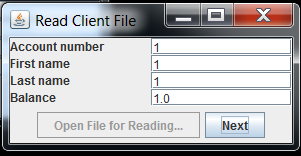 Read Client File
Account number 1
First name 1
Last name 1
Balance 1.0
Open File for Reading... Next